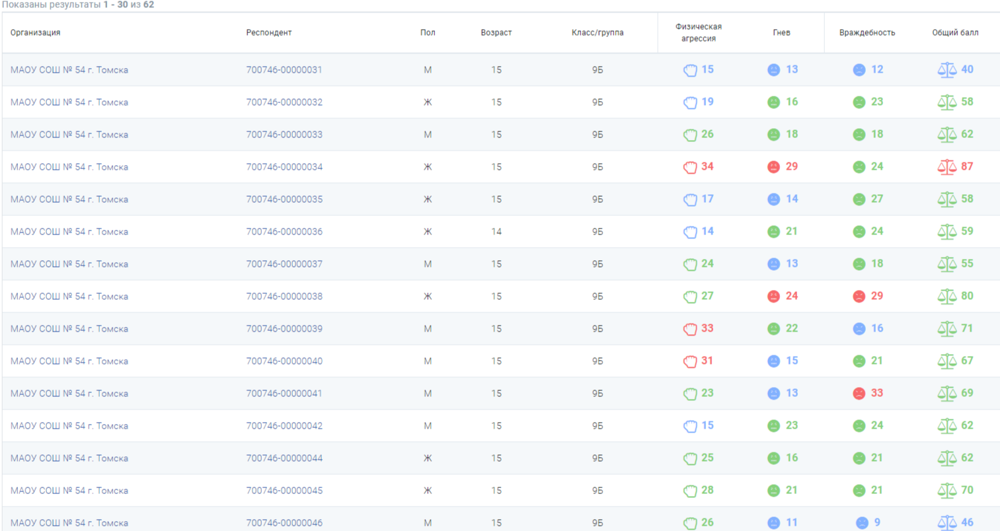 Показаны результаты 1 - 30 из 62
Организация Респондент Пол Возраст Класс/группа Физическая агрессия Гнев Враждебность Общий балл
МАОУ СОШ № 54 г. Томска 700746-00000031 М 15 9Б 15 13 12 40
МАОУ СОШ № 54 г. Томска 700746-00000032 Ж 15 9Б 19 16 23 58
МАОУ СОШ № 54 г. Томска 700746-00000033 М 15 9Б 26 18 18 62
МАОУ СОШ № 54 г. Томска 700746-00000034 Ж 15 9Б 34 29 24 87
МАОУ СОШ № 54 г. Томска 700746-00000035 Ж 15 9Б 17 14 27 58
МАОУ СОШ № 54 г. Томска 700746-00000036 Ж 14 9Б 14 21 24 59
МАОУ СОШ № 54 г. Томска 700746-00000037 М 15 9Б 24 13 18 55
МАОУ СОШ № 54 г. Томска 700746-00000038 Ж 15 9Б 27 24 29 80
МАОУ СОШ № 54 г. Томска 700746-00000039 М 15 9Б 33 22 16 71
МАОУ СОШ № 54 г. Томска 700746-00000040 М 15 9Б 31 15 21 67
МАОУ СОШ № 54 г. Томска 700746-00000041 М 15 9Б 23 13 33 69
МАОУ СОШ № 54 г. Томска 700746-00000042 М 15 9Б 15 23 24 62
МАОУ СОШ № 54 г. Томска 700746-00000044 Ж 15 9Б 25 16 21 62
МАОУ СОШ № 54 г. Томска 700746-00000045 Ж 15 9Б 28 21 21 70
МАОУ СОШ № 54 г. Томска 700746-00000046 М 15 9Б 26 11 9 46